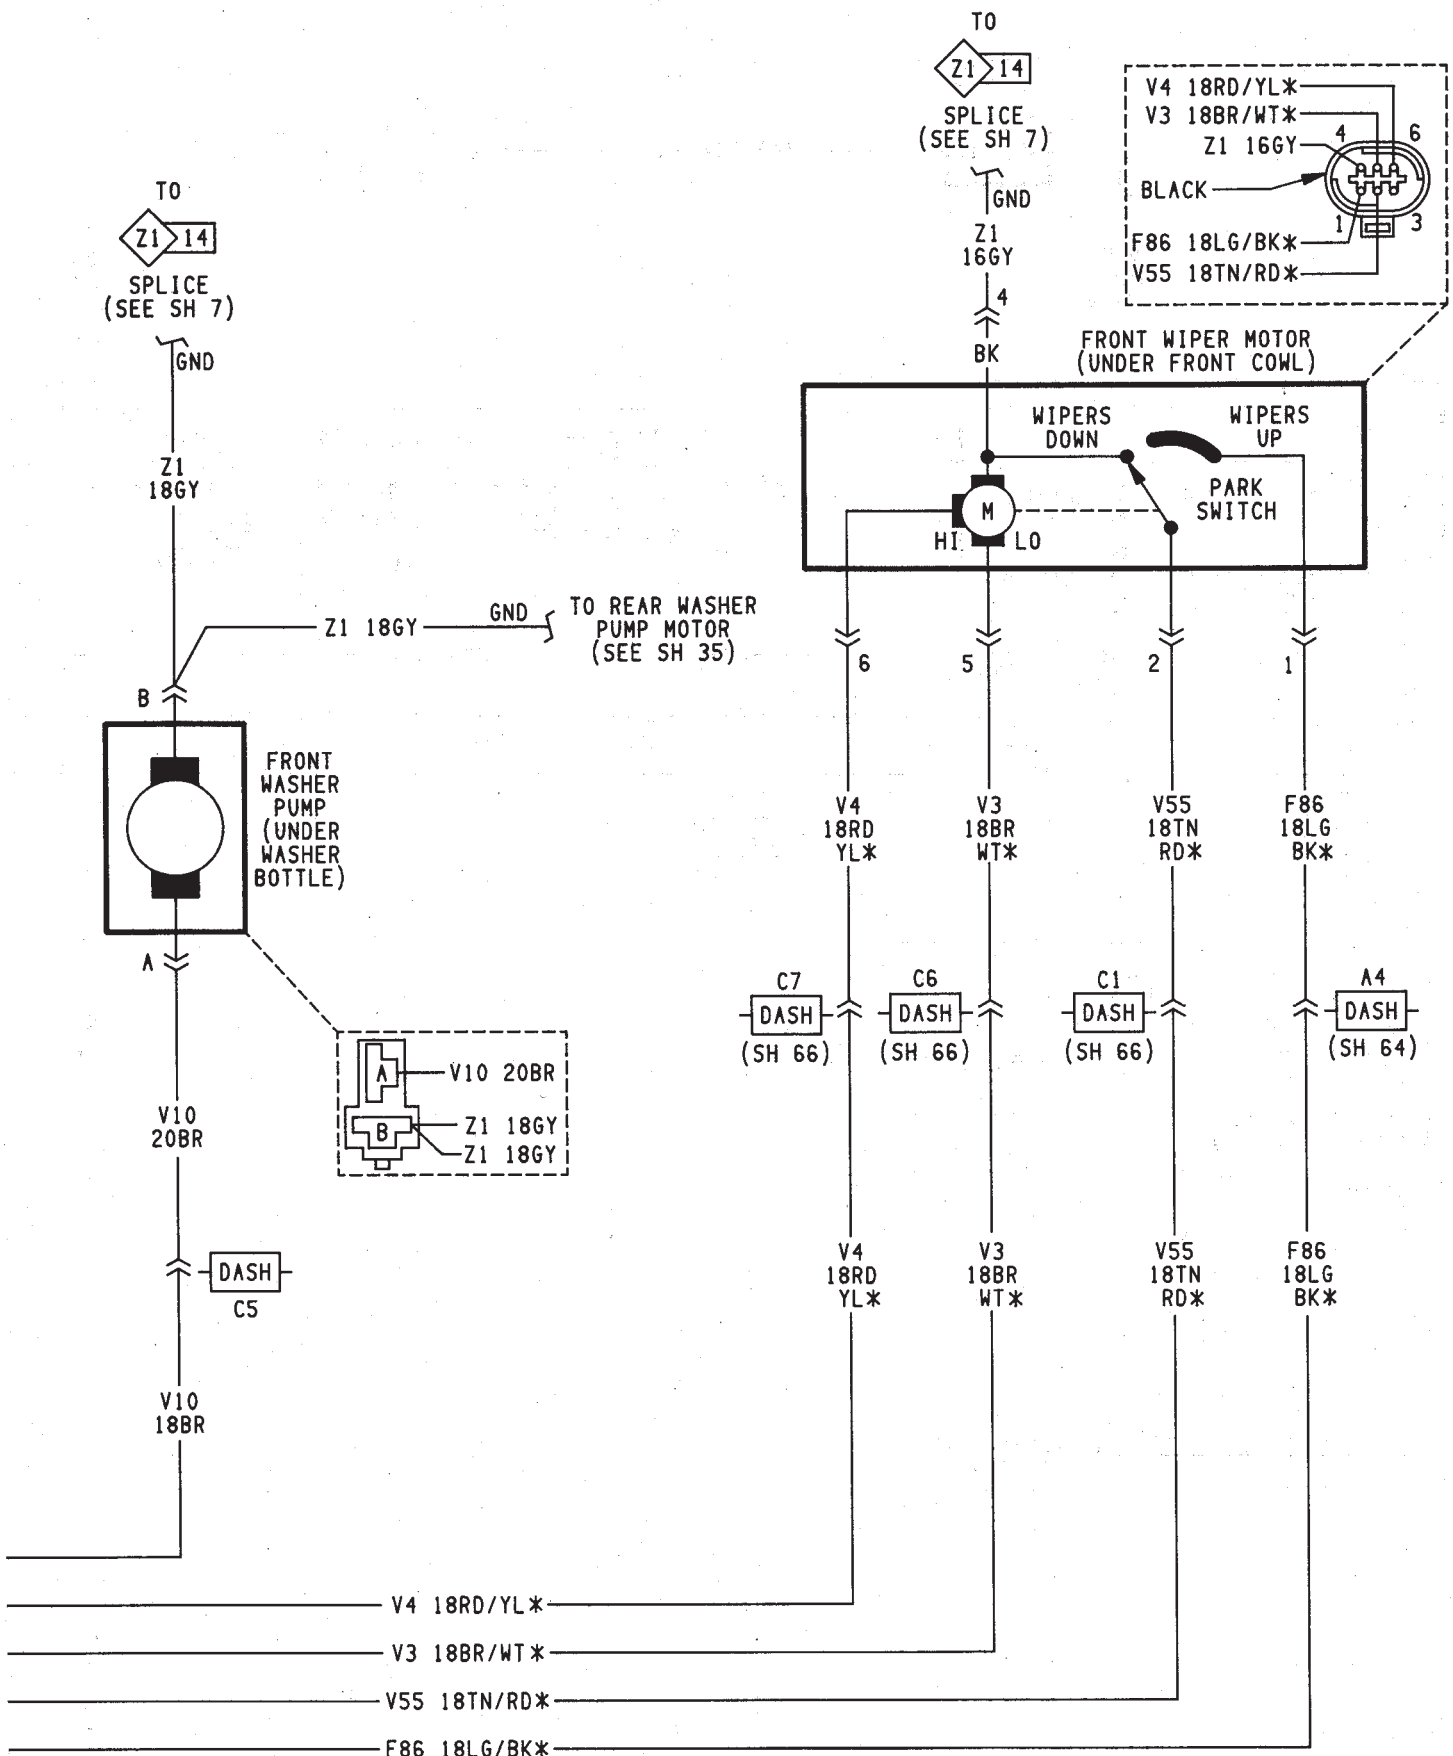 TO
Z1 14
SPLICE
(SEE SH 7)
GND
Z1
16GY
4
BK
V4 18RD/YL*
V3 18BR/WT*
4 6
Z1 16GY
BLACK
1 3
F86 18LG/BK*
V55 18TN/RD*
TO
Z1 14
SPLICE
(SEE SH 7)
GND
Z1
18GY
FRONT WIPER MOTOR
(UNDER FRONT COWL)
WIPERS
DOWN
WIPERS
UP
PARK
SWITCH
M
HI LO
Z1 18GY
GND
TO REAR WASHER
PUMP MOTOR
(SEE SH 35)
6 5 2 1
B
FRONT
WASHER
PUMP
(UNDER
WASHER
BOTTLE)
A
V4
18RD
YL*
V3
18BR
WT*
V55
18TN
RD*
F86
18LG
BK*
C7
DASH
(SH 66)
C6
DASH
(SH 66)
C1
DASH
(SH 66)
A4
DASH
(SH 64)
A
V10 20BR
B
Z1 18GY
Z1 18GY
V10
20BR
DASH
C5
V10
18BR
V4
18RD
YL*
V3
18BR
WT*
V55
18TN
RD*
F86
18LG
BK*
V4 18RD/YL*
V3 18BR/WT*
V55 18TN/RD*
F86 18LG/BK*